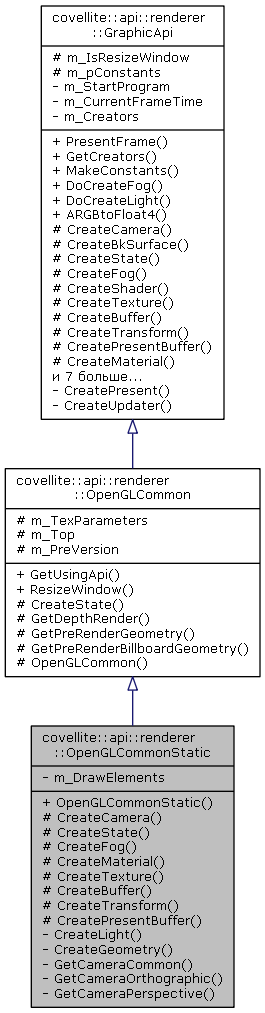 covellite::api::renderer
::GraphicApi
# m_IsResizeWindow
# m_pConstants
- m_StartProgram
- m_CurrentFrameTime
- m_Creators
+ PresentFrame()
+ GetCreators()
+ MakeConstants()
+ DoCreateFog()
+ DoCreateLight()
+ ARGBtoFloat4()
# CreateCamera()
# CreateBkSurface()
# CreateState()
# CreateFog()
# CreateShader()
# CreateTexture()
# CreateBuffer()
# CreateTransform()
# CreatePresentBuffer()
# CreateMaterial()
и 7 больше...
- CreatePresent()
- CreateUpdater()
covellite::api::renderer
::OpenGLCommon
# m_TexParameters
# m_Top
# m_PreVersion
+ GetUsingApi()
+ ResizeWindow()
# CreateState()
# GetDepthRender()
# GetPreRenderGeometry()
# GetPreRenderBillboardGeometry()
# OpenGLCommon()
covellite::api::renderer
::OpenGLCommonStatic
- m_DrawElements
+ OpenGLCommonStatic()
# CreateCamera()
# CreateState()
# CreateFog()
# CreateMaterial()
# CreateTexture()
# CreateBuffer()
# CreateTransform()
# CreatePresentBuffer()
- CreateLight()
- CreateGeometry()
- GetCameraCommon()
- GetCameraOrthographic()
- GetCameraPerspective()